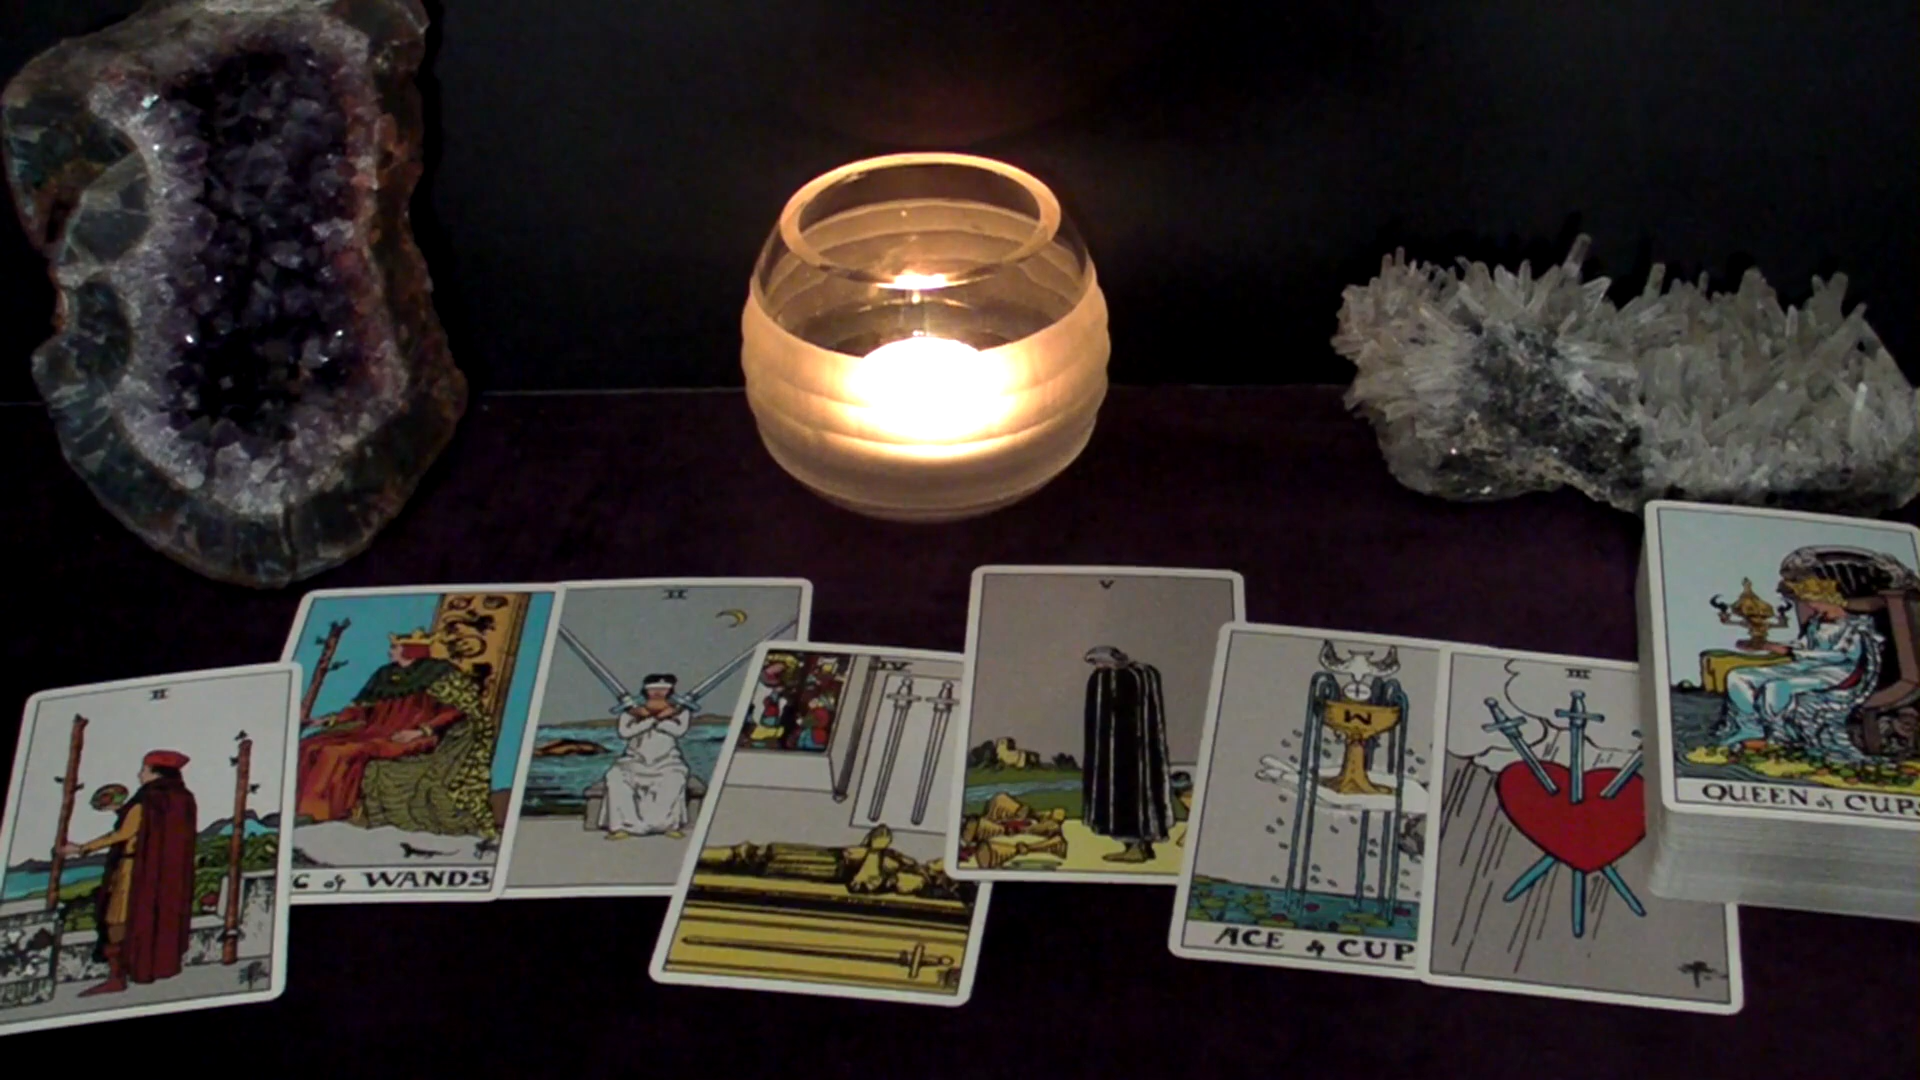 II
C of WANDS
II
IV
V
ACE of CUP
M
III
QUEEN of CUPS